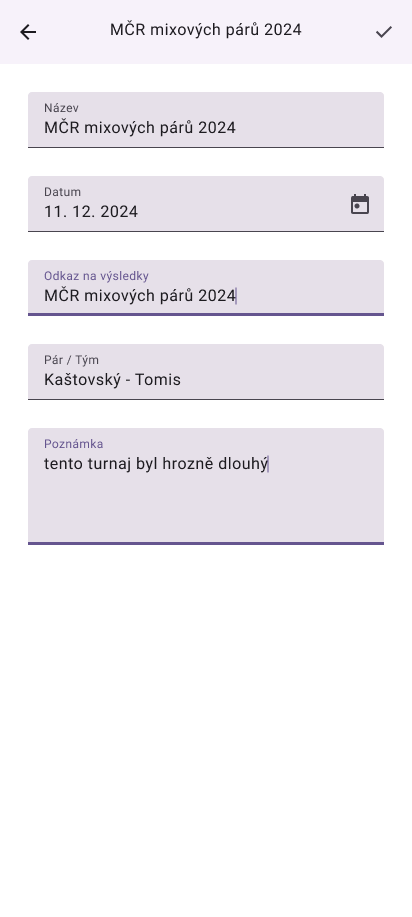 MČR mixových párů 2024
Název
MČR mixových párů 2024
Datum
11. 12. 2024
Odkaz na výsledky
MČR mixových párů 2024
Pár / Tým
Kaštovský - Tomis
Poznámka
tento turnaj byl hrozně dlouhý